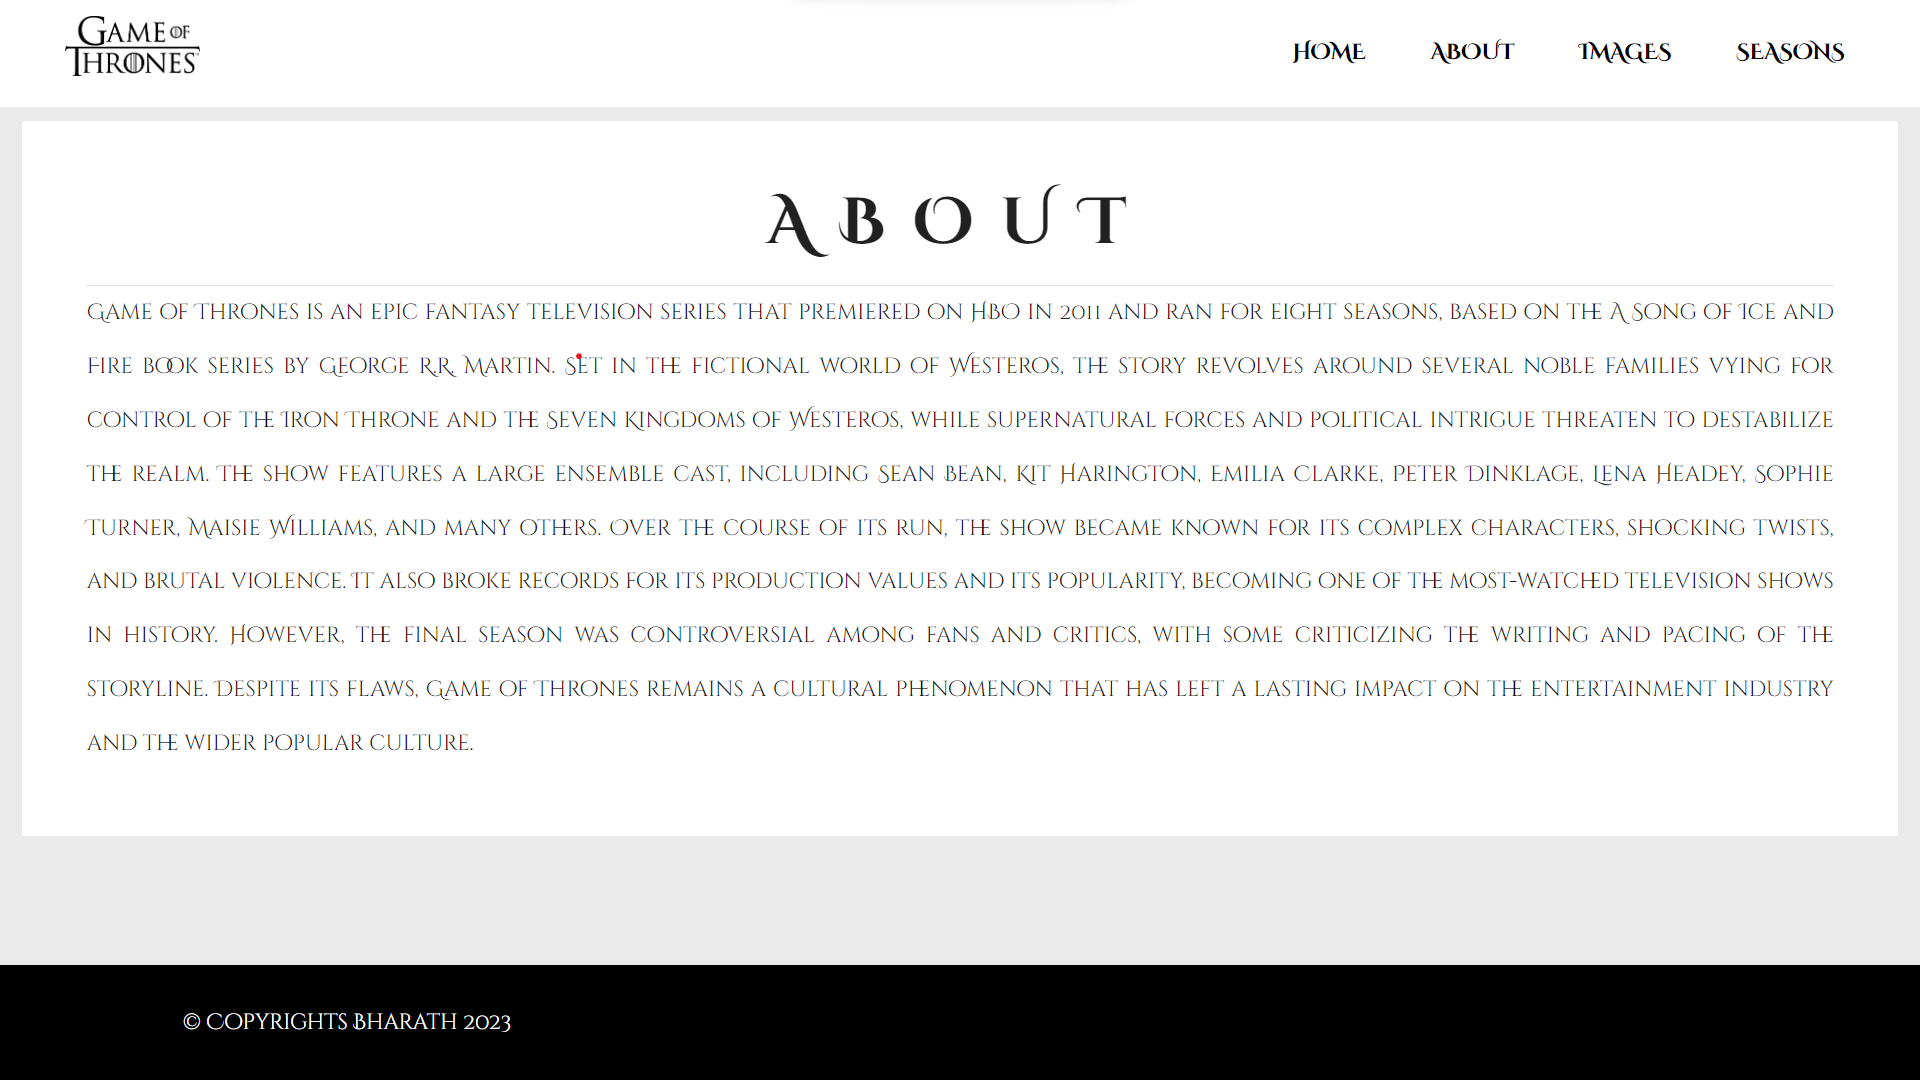 GAME OF THRONES
HOME ABOUT IMAGES SEASONS
ABOUT
Game of Thrones is an epic fantasy television series that premiered on HBO in 2011 and ran for eight seasons, based on the A Song of Ice and
Fire book series by George R.R. Martin. Set in the fictional world of Westeros, the story revolves around several noble families vying for
control of the Iron Throne and the Seven Kingdoms of Westeros, while supernatural forces and political intrigue threaten to destabilize
the realm. The show features a large ensemble cast, including Sean Bean, Kit Harington, Emilia Clarke, Peter Dinklage, Lena Headey, Sophie
Turner, Maisie Williams, and many others. Over the course of its run, the show became known for its complex characters, shocking twists,
and brutal violence. It also broke records for its production values and its popularity, becoming one of the most-watched television shows
in history. However, the final season was controversial among fans and critics, with some criticizing the writing and pacing of the
storyline. Despite its flaws, Game of Thrones remains a cultural phenomenon that has left a lasting impact on the entertainment industry
and the wider popular culture.
© Copyrights Bharath 2023